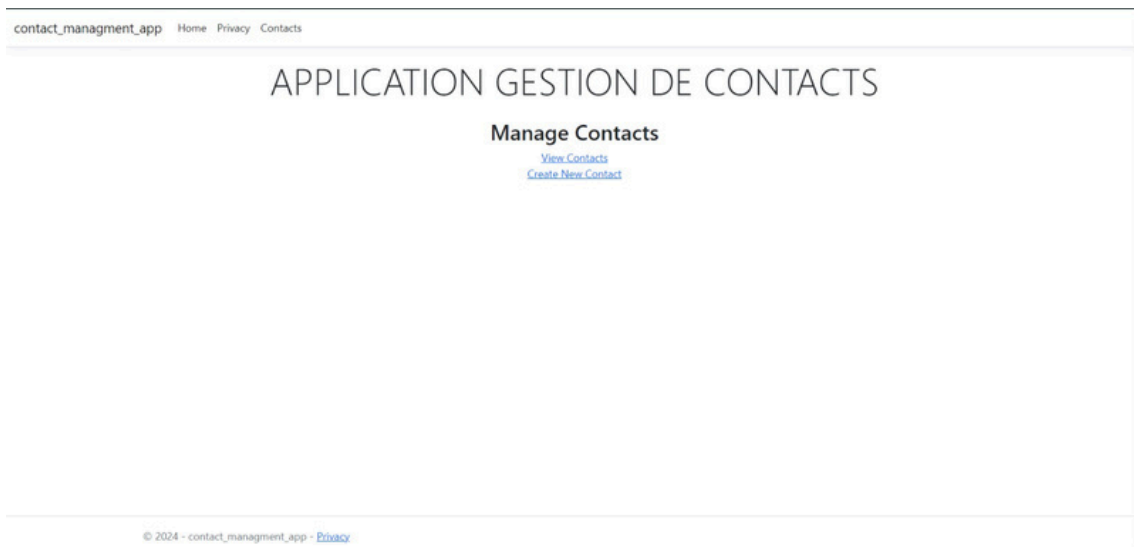 contact_managment_app Home Privacy Contacts
APPLICATION GESTION DE CONTACTS
Manage Contacts
View Contacts
Create New Contact
© 2024 - contact_managment_app - Privacy